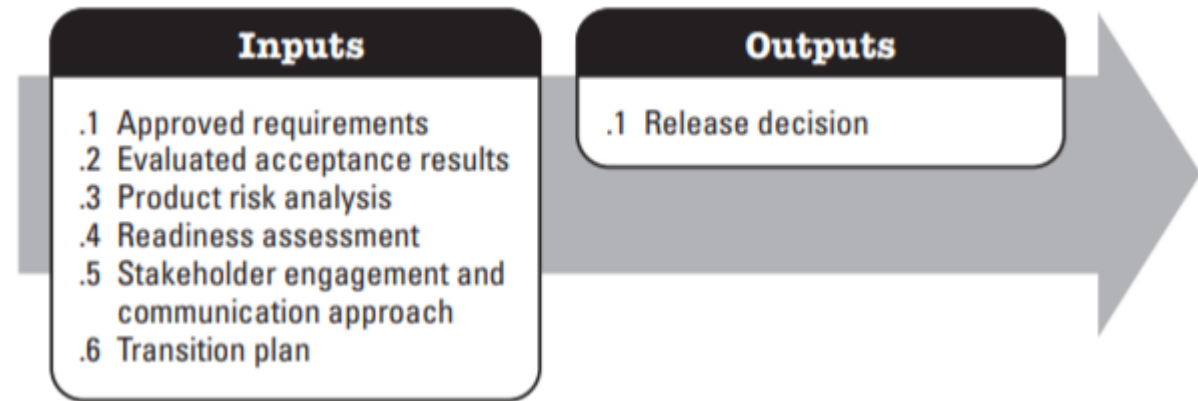 Inputs
.1 Approved requirements
.2 Evaluated acceptance results
.3 Product risk analysis
.4 Readiness assessment
.5 Stakeholder engagement and
communication approach
.6 Transition plan
Outputs
.1 Release decision